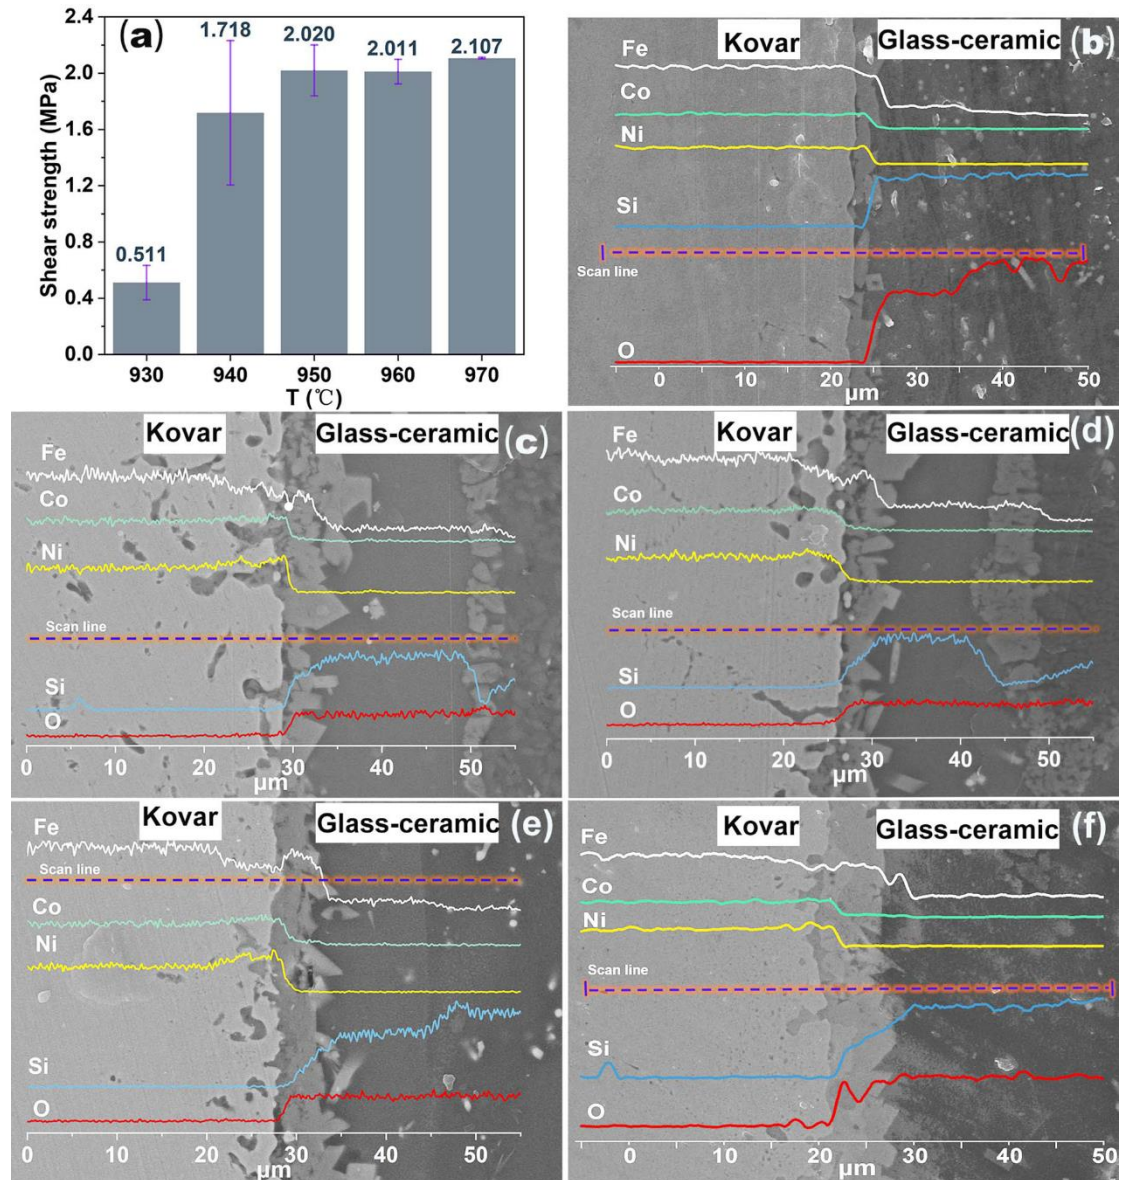 (a)
2.4
2.0
1.6
1.2
0.8
0.4
0.0
0.511
1.718
2.020
2.011
2.107
Shear strength (MPa)
930 940 950 960 970
T (℃)
Kovar Glass-ceramic (b)
Fe
Co
Ni
Si
Scan line
O
0 10 20 30 40 50
μm
Kovar Glass-ceramic (c)
Fe
Co
Ni
Scan line
Si
O
0 10 20 30 40 50
μm
Kovar Glass-ceramic (d)
Fe
Co
Ni
Scan line
Si
O
0 10 20 30 40 50
μm
Kovar Glass-ceramic (e)
Fe
Scan line
Co
Ni
Si
O
0 10 20 30 40 50
μm
Kovar Glass-ceramic (f)
Fe
Co
Ni
Scan line
Si
O
0 10 20 30 40 50
μm